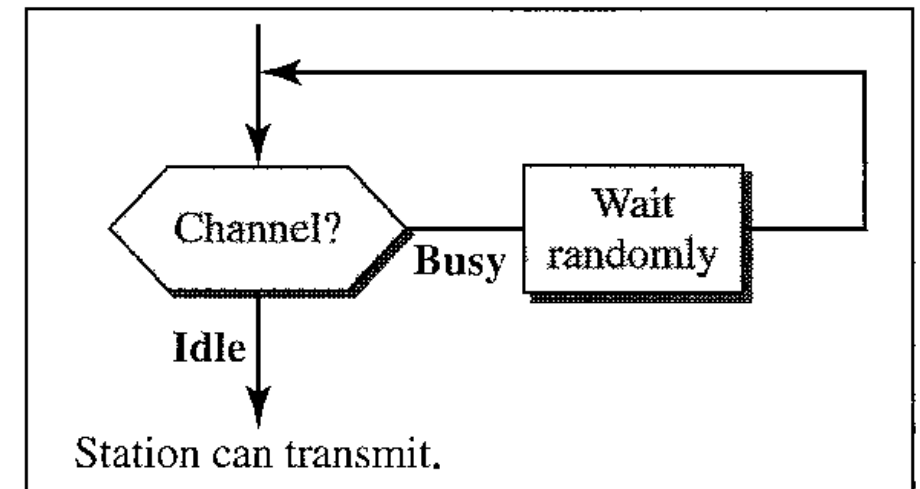 Channel?
Wait
randomly
Busy
Idle
Station can transmit.